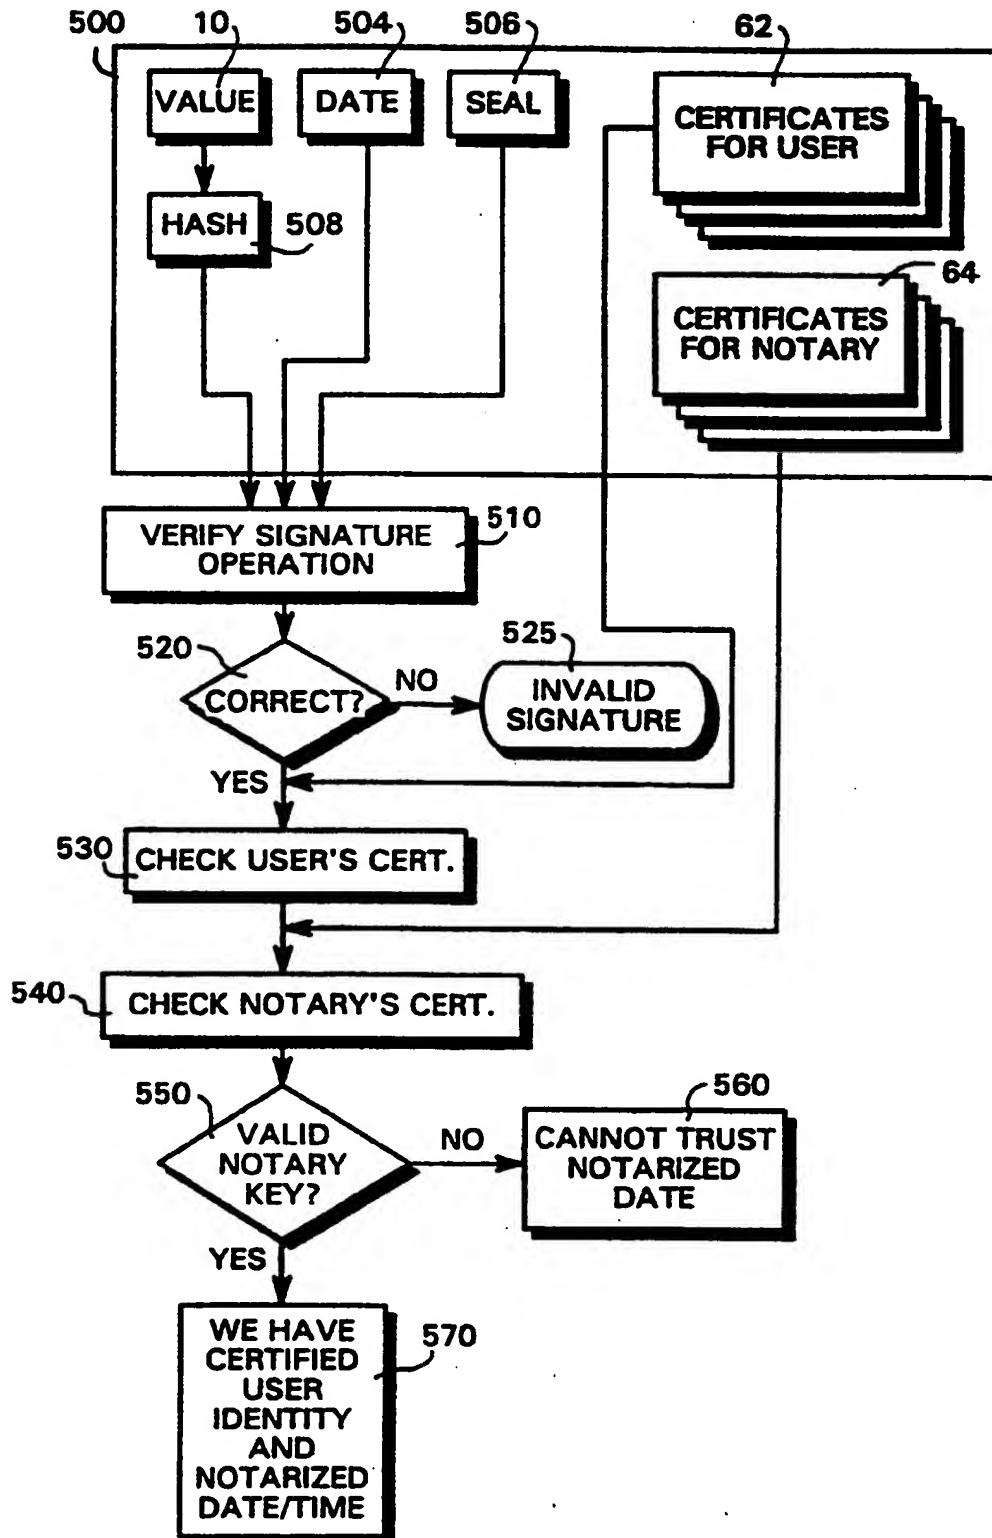 500 10 504 506 62
VALUE DATE SEAL CERTIFICATES
FOR USER
HASH 508
64
CERTIFICATES
FOR NOTARY
510
VERIFY SIGNATURE
OPERATION
520 525
CORRECT? NO INVALID
SIGNATURE
YES
530 CHECK USER'S CERT.
540 CHECK NOTARY'S CERT.
550 560
VALID
NOTARY
KEY?
NO
CANNOT TRUST
NOTARIZED
DATE
YES
570
WE HAVE
CERTIFIED
USER
IDENTITY
AND
NOTARIZED
DATE/TIME